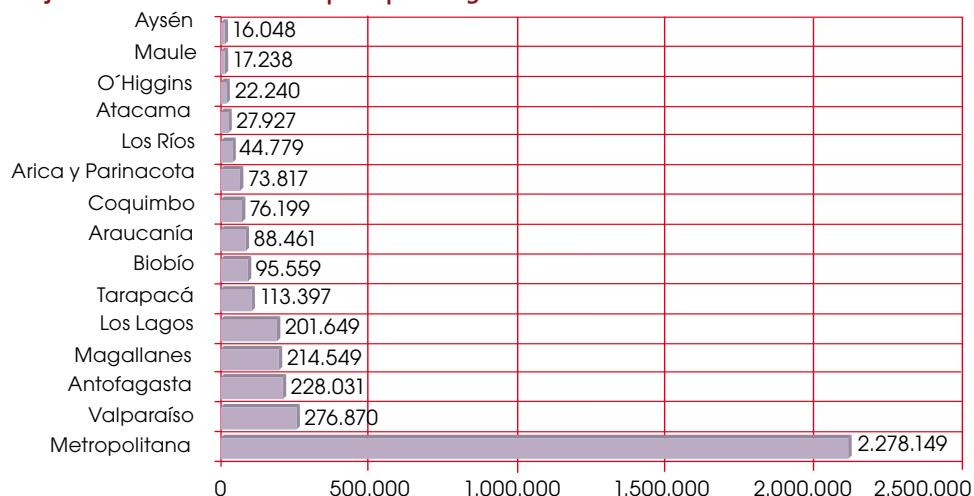 Aysén 16.048
Maule 17.238
O´Higgins 22.240
Atacama 27.927
Los Ríos 44.779
Arica y Parinacota 73.817
Coquimbo 76.199
Araucanía 88.461
Biobío 95.559
Tarapacá 113.397
Los Lagos 201.649
Magallanes 214.549
Antofagasta 228.031
Valparaíso 276.870
Metropolitana 2.278.149
0 500.000 1.000.000 1.500.000 2.000.000 2.500.000